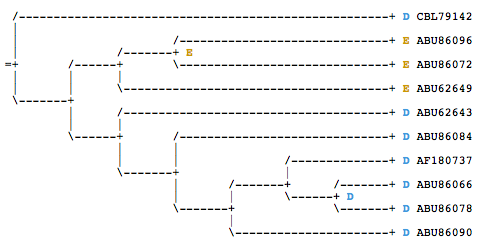 D CBL79142
E ABU86096
E
E ABU86072
E ABU62649
D ABU62643
D ABU86084
D AF180737
D ABU86066
D
D ABU86078
D ABU86090